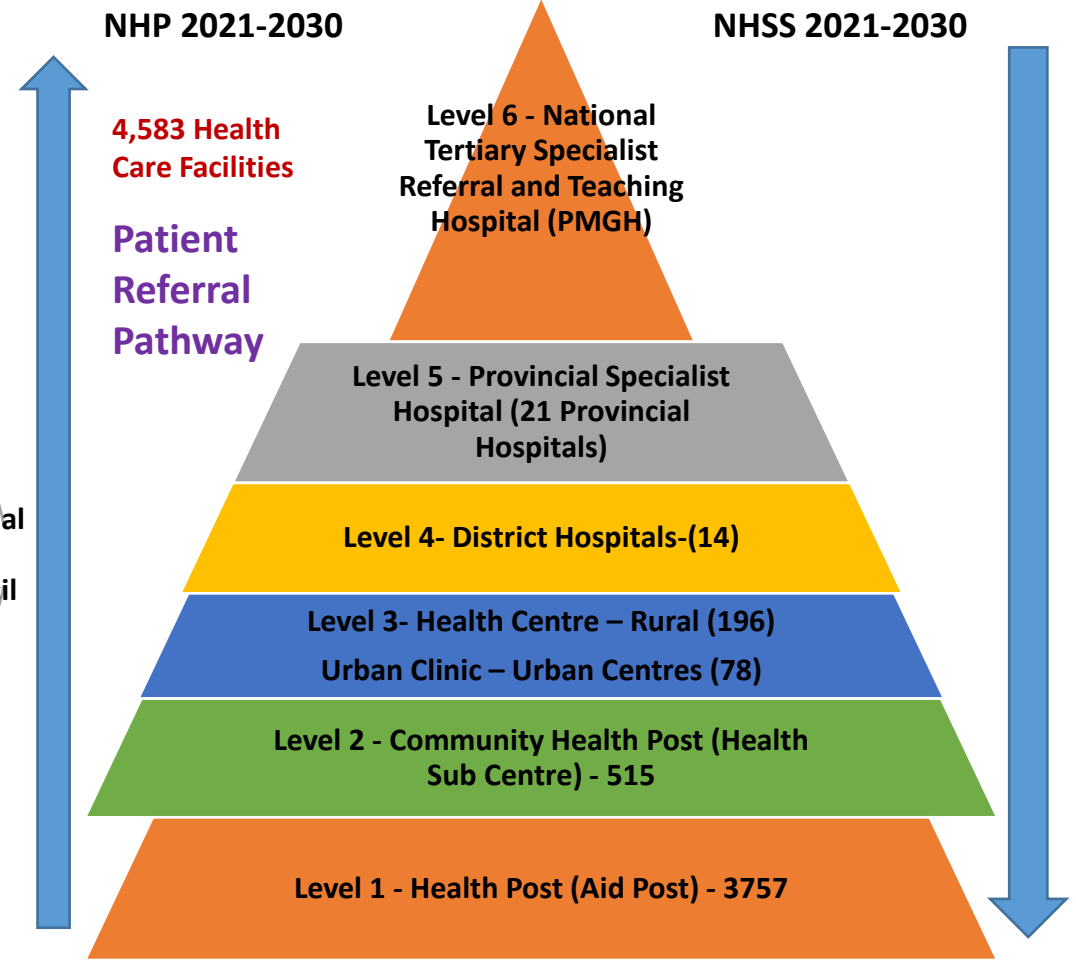 NHP 2021-2030
NHSS 2021-2030
4,583 Health
Care Facilities
Patient
Referral
Pathway
Level 6 - National
Tertiary Specialist
Referral and Teaching
Hospital (PMGH)
Level 5 - Provincial Specialist
Hospital (21 Provincial
Hospitals)
al
il
Level 4- District Hospitals-(14)
Level 3- Health Centre – Rural (196)
Urban Clinic – Urban Centres (78)
Level 2 - Community Health Post (Health
Sub Centre) - 515
Level 1 - Health Post (Aid Post) - 3757